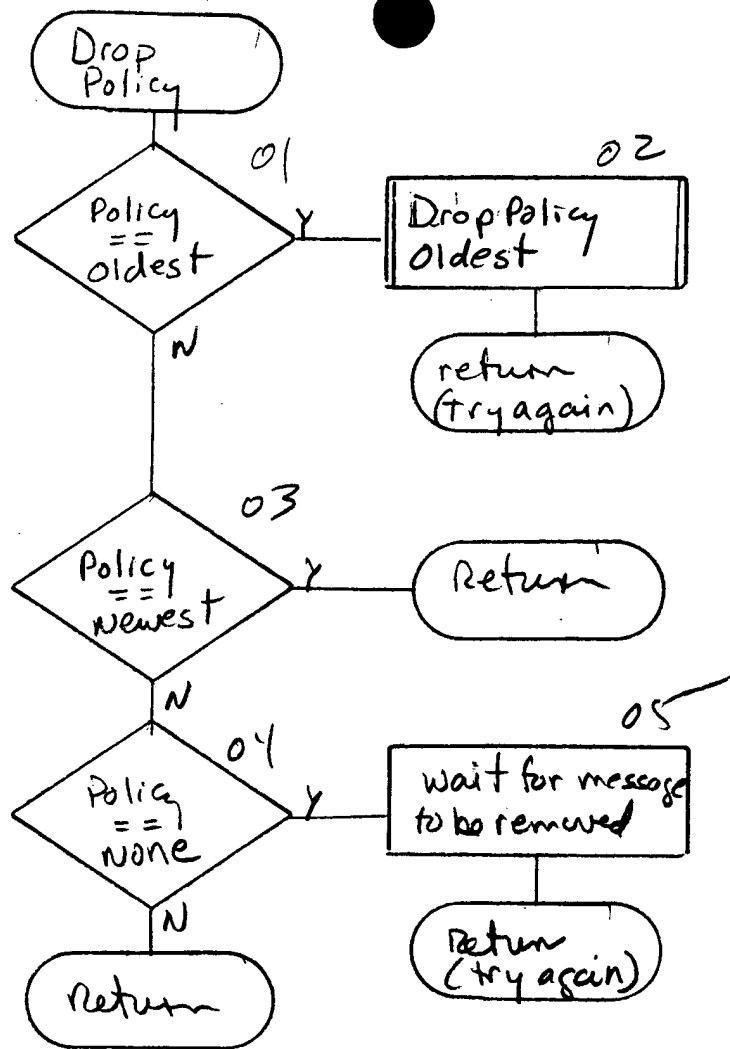 Drop
Policy
01
02
Policy
==
oldest
Y
Drop Policy
oldest
N
return
(try again)
03
Policy
==
Newest
Y
Return
N
04
05
Policy
==
None
Y
wait for message
to be removed
N
Return
(try again)
Return